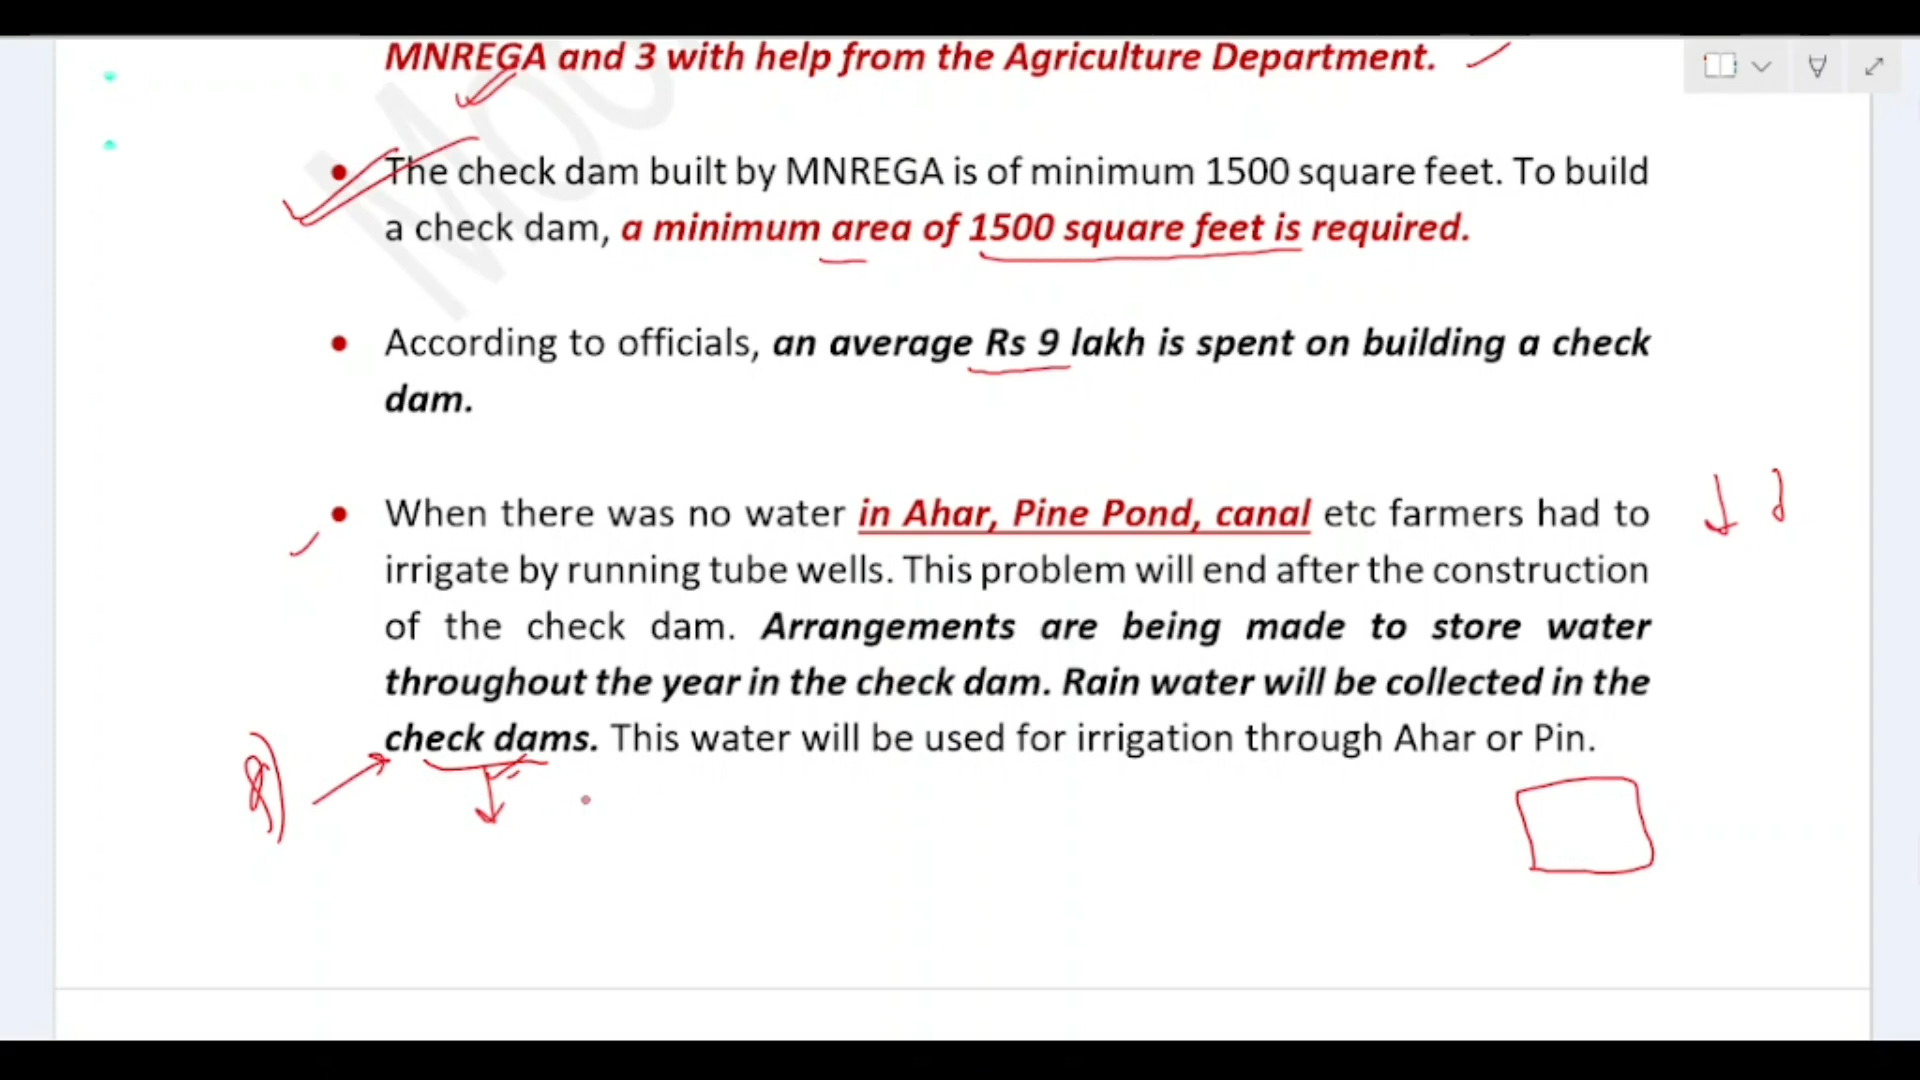 MNREGA and 3 with help from the Agriculture Department.
The check dam built by MNREGA is of minimum 1500 square feet. To build
a check dam, a minimum area of 1500 square feet is required.
According to officials, an average Rs 9 lakh is spent on building a check
dam.
When there was no water in Ahar, Pine Pond, canal etc farmers had to
irrigate by running tube wells. This problem will end after the construction
of the check dam. Arrangements are being made to store water
throughout the year in the check dam. Rain water will be collected in the
check dams. This water will be used for irrigation through Ahar or Pin.